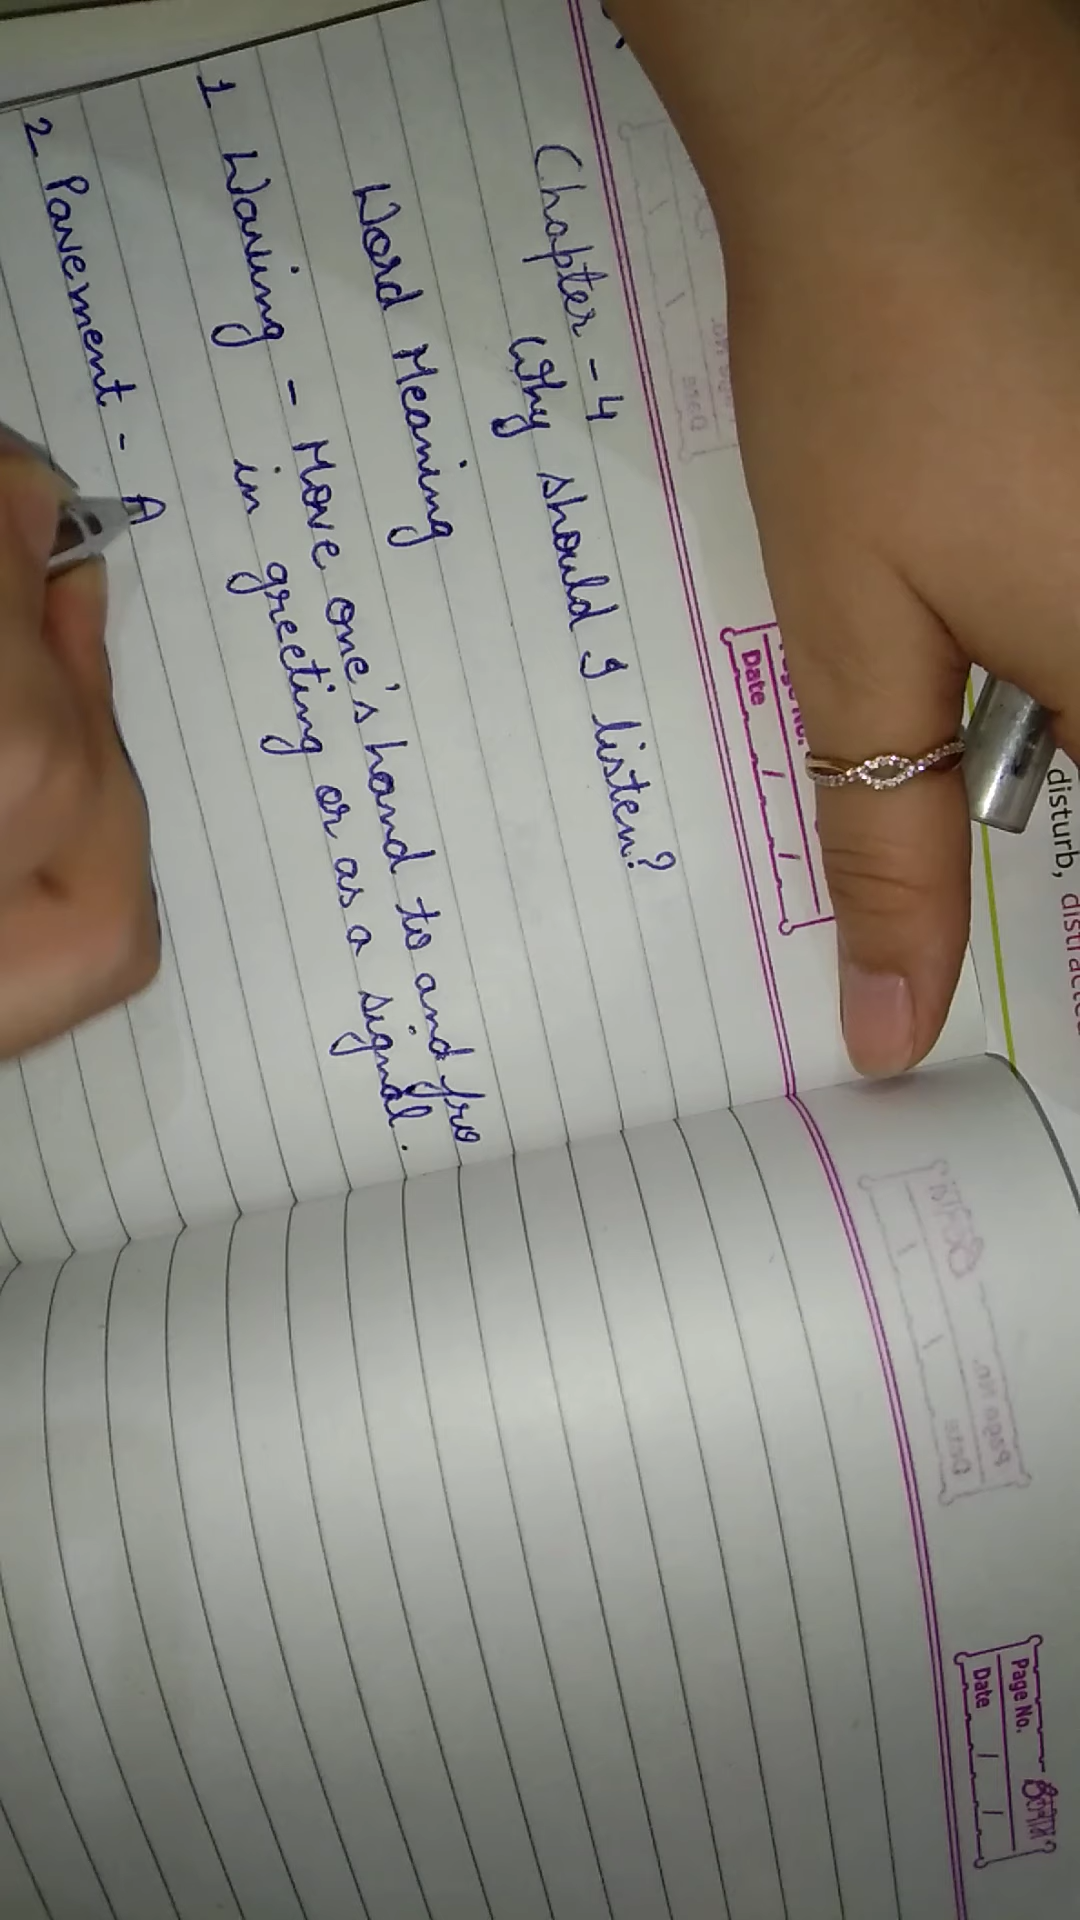 Chapter - 4
Why should I listen?
Word Meaning
1 Waving - Move one's hand to and fro
in greeting or as a signal.
2 Pavement - A
Date
Page No.
Date
disturb,